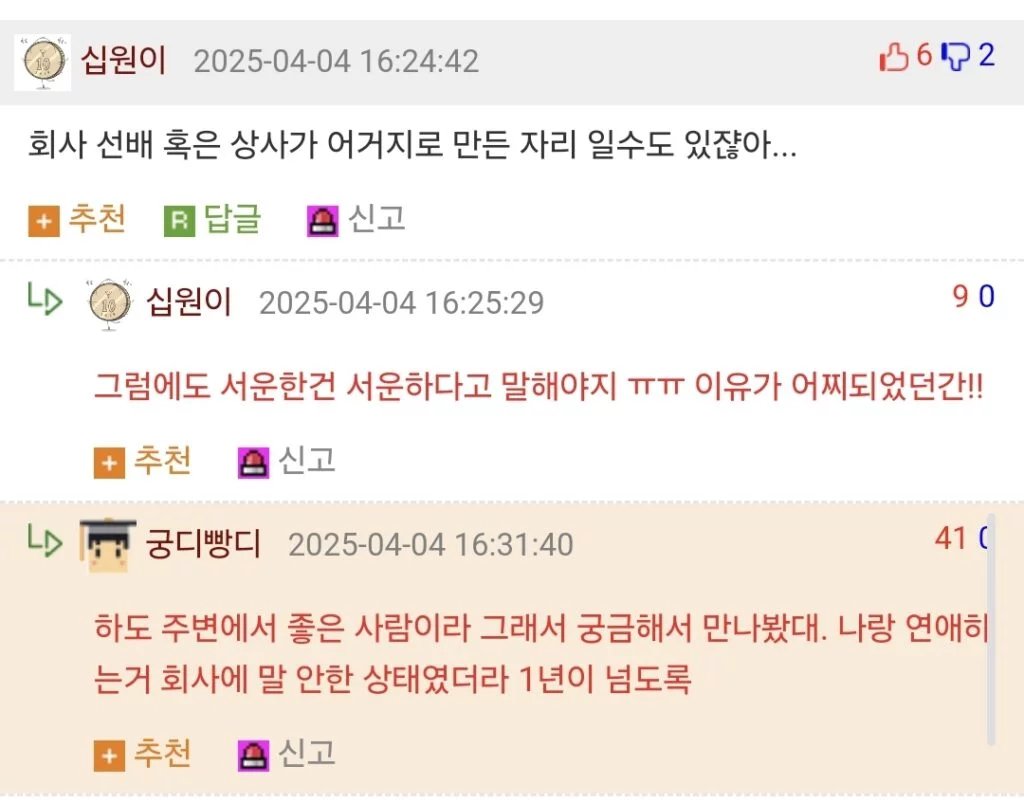 십원이 2025-04-04 16:24:42 6 2
회사 선배 혹은 상사가 어거지로 만든 자리 일수도 있쟎아...
+ 추천 R 답글 신고
십원이 2025-04-04 16:25:29 9 0
그럼에도 서운한건 서운하다고 말해야지 ㅠㅠ 이유가 어찌되었던간!!
+ 추천 신고
궁디빵디 2025-04-04 16:31:40 41 0
하도 주변에서 좋은 사람이라 그래서 궁금해서 만나봤대. 나랑 연애하
는거 회사에 말 안한 상태였더라 1년이 넘도록
+ 추천 신고